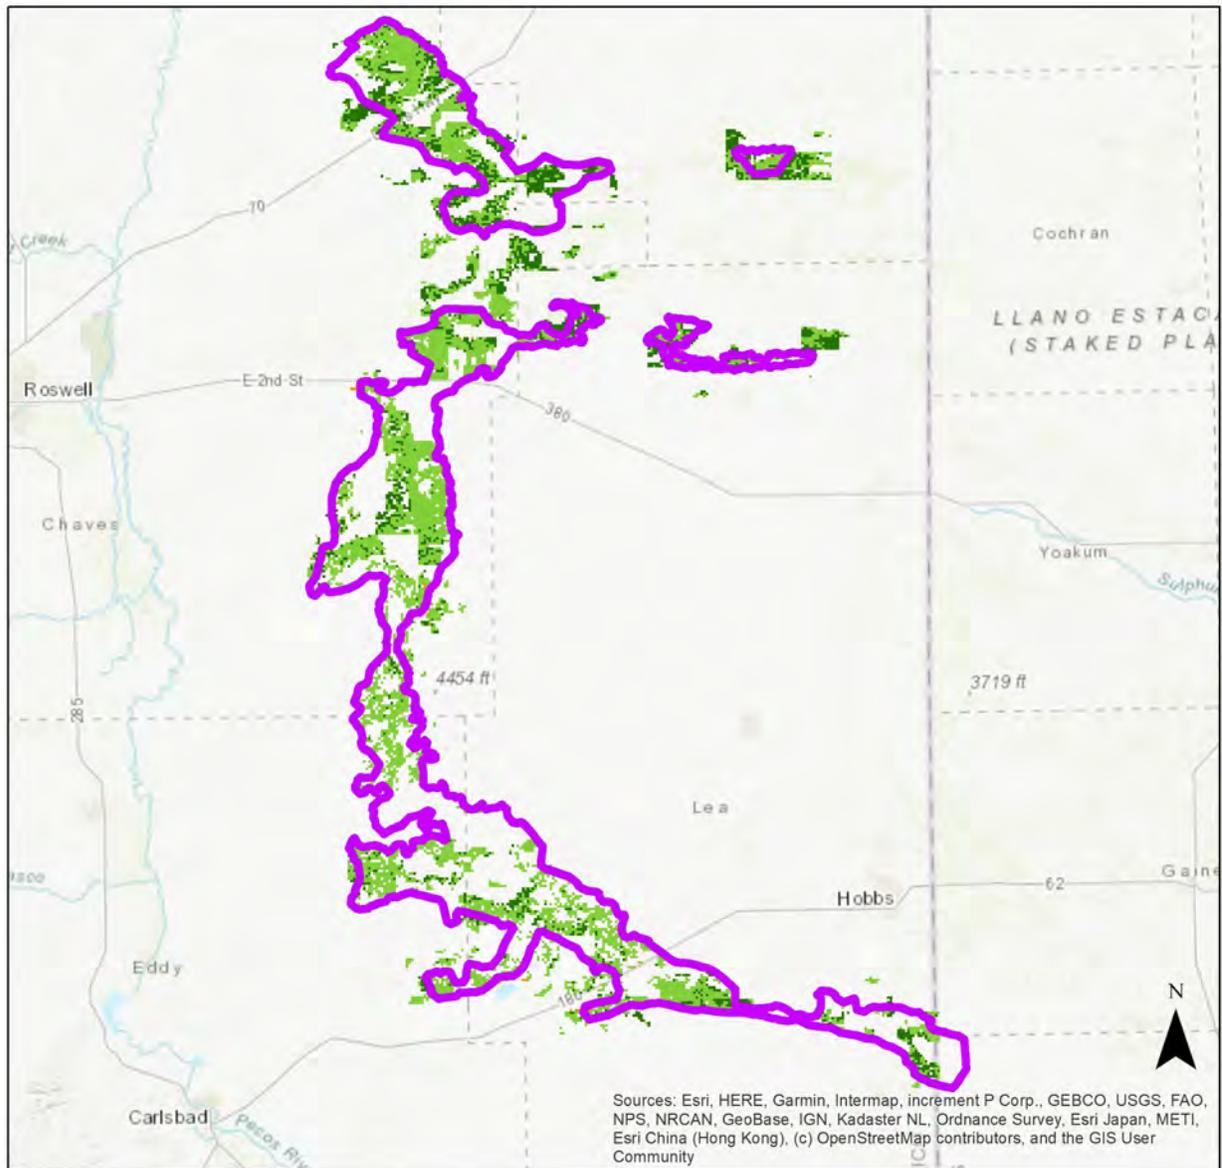 70
Creek
Cochran
LLANO ESTAC
(STAKED PLA
E 2nd St
Roswell
380
Chaves
Yoakum
Sulphur
4454 ft
3719 ft
285
Lea
asco
Gaine
62
Hobbs
Eddy
180
N
Sources: Esri, HERE, Garmin, Intermap, increment P Corp., GEBCO, USGS, FAO,
NPS, NRCAN, GeoBase, IGN, Kadaster NL, Ordnance Survey, Esri Japan, METI,
Esri China (Hong Kong), (c) OpenStreetMap contributors, and the GIS User
Community
Carlsbad
Pecos Riv